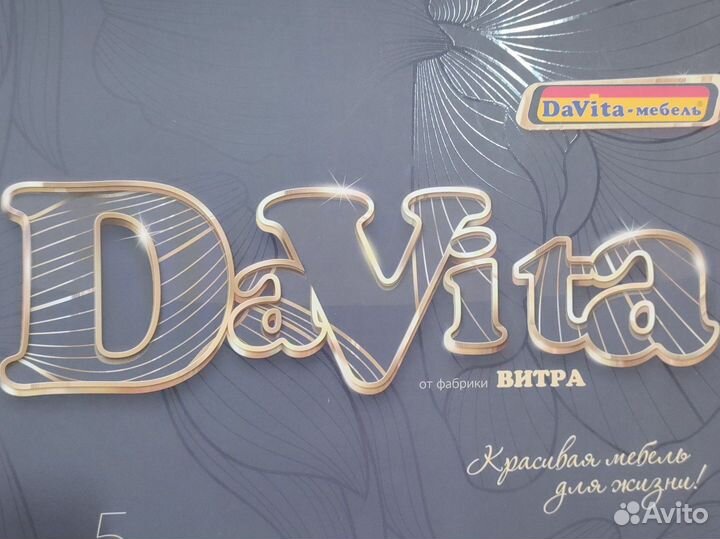 DaVita-мебель
DaVita
от фабрики ВИТРА
Красивая мебель
для жизни!
5
Avito